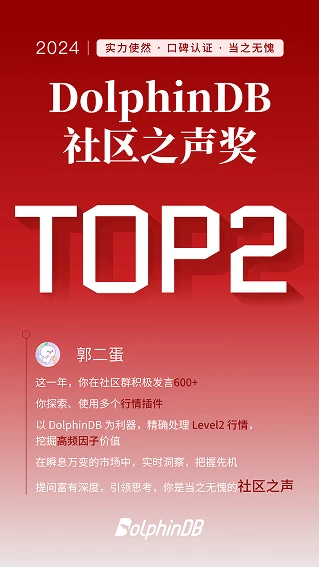 2024 | 实力使然 · 口碑认证 · 当之无愧
DolphinDB
社区之声奖
TOP2
郭二蛋
这一年，你在社区群积极发言600+
你探索、使用多个行情插件
以 DolphinDB 为利器，精确处理 Level2 行情，
挖掘高频因子价值
在瞬息万变的市场中，实时洞察，把握先机
提问富有深度，引领思考，你是当之无愧的社区之声
DolphinDB